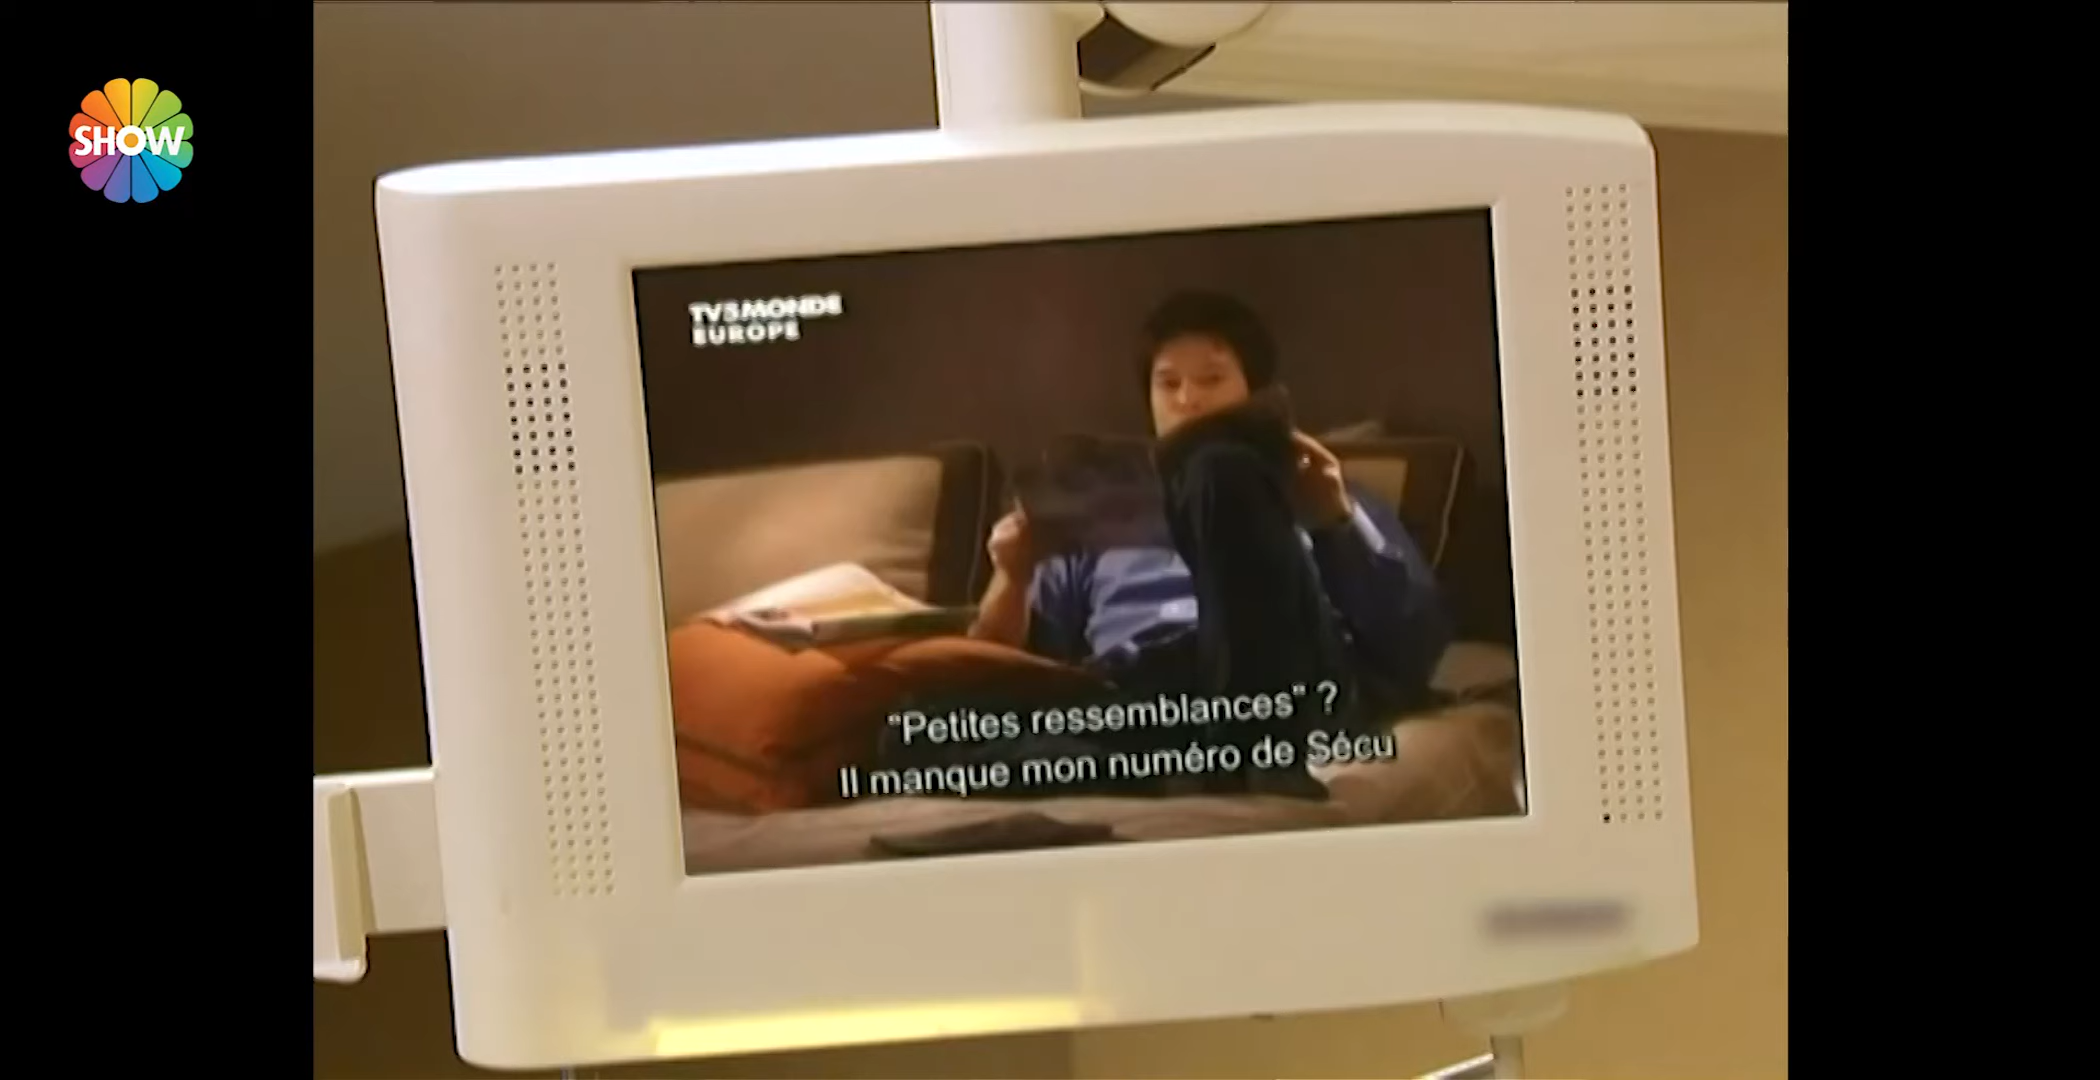 SHOW
TV5MONDE
EUROPE
"Petites ressemblances" ?
Il manque mon numéro de Sécu